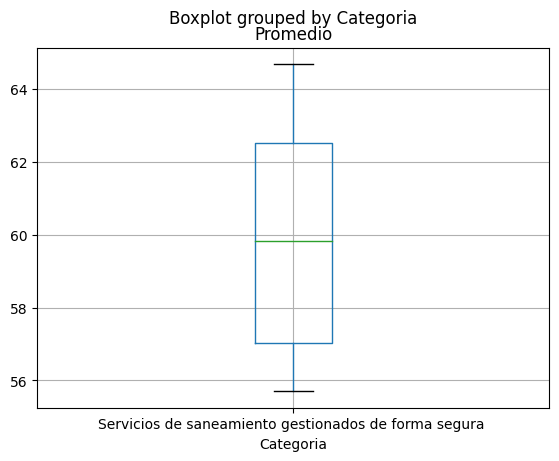 Boxplot grouped by Categoria
Promedio
64
62
60
58
56
Servicios de saneamiento gestionados de forma segura
Categoria